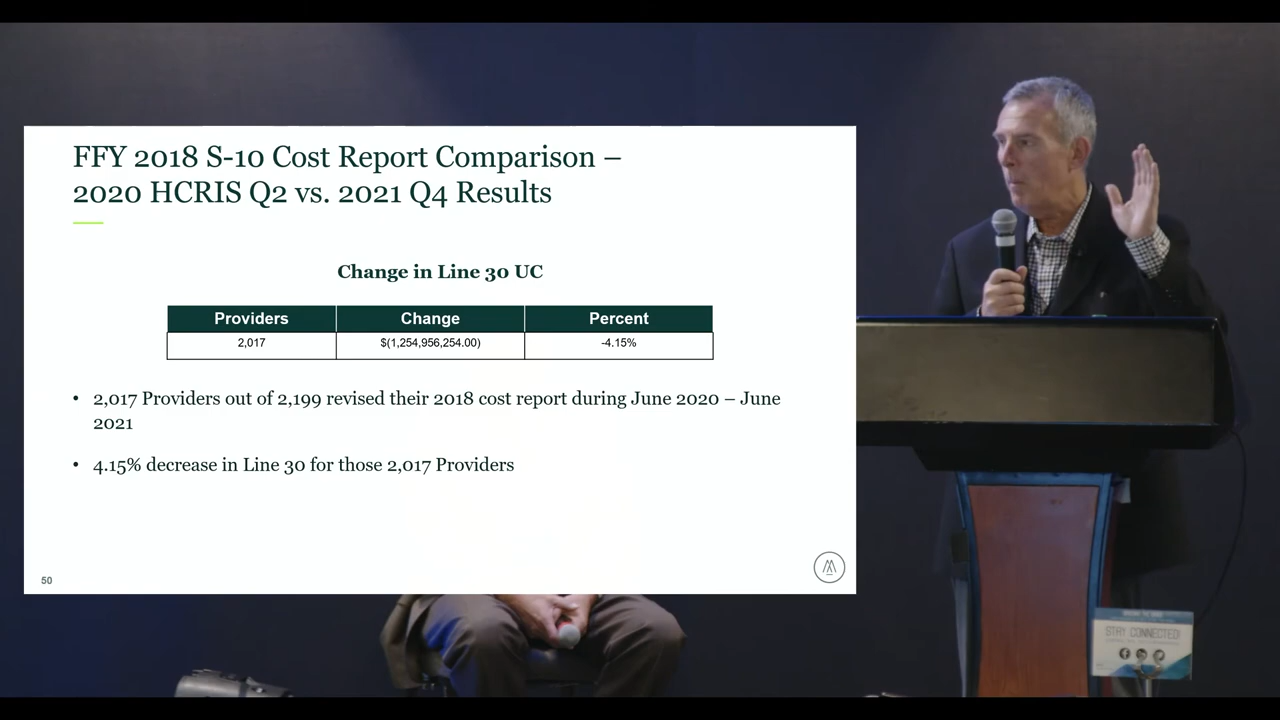 FFY 2018 S-10 Cost Report Comparison –
2020 HCRIS Q2 vs. 2021 Q4 Results
Change in Line 30 UC
Providers Change Percent
2,017 $(1,254,956,254.00) -4.15%
• 2,017 Providers out of 2,199 revised their 2018 cost report during June 2020 – June
2021
• 4.15% decrease in Line 30 for those 2,017 Providers
50
STAY CONNECTED!